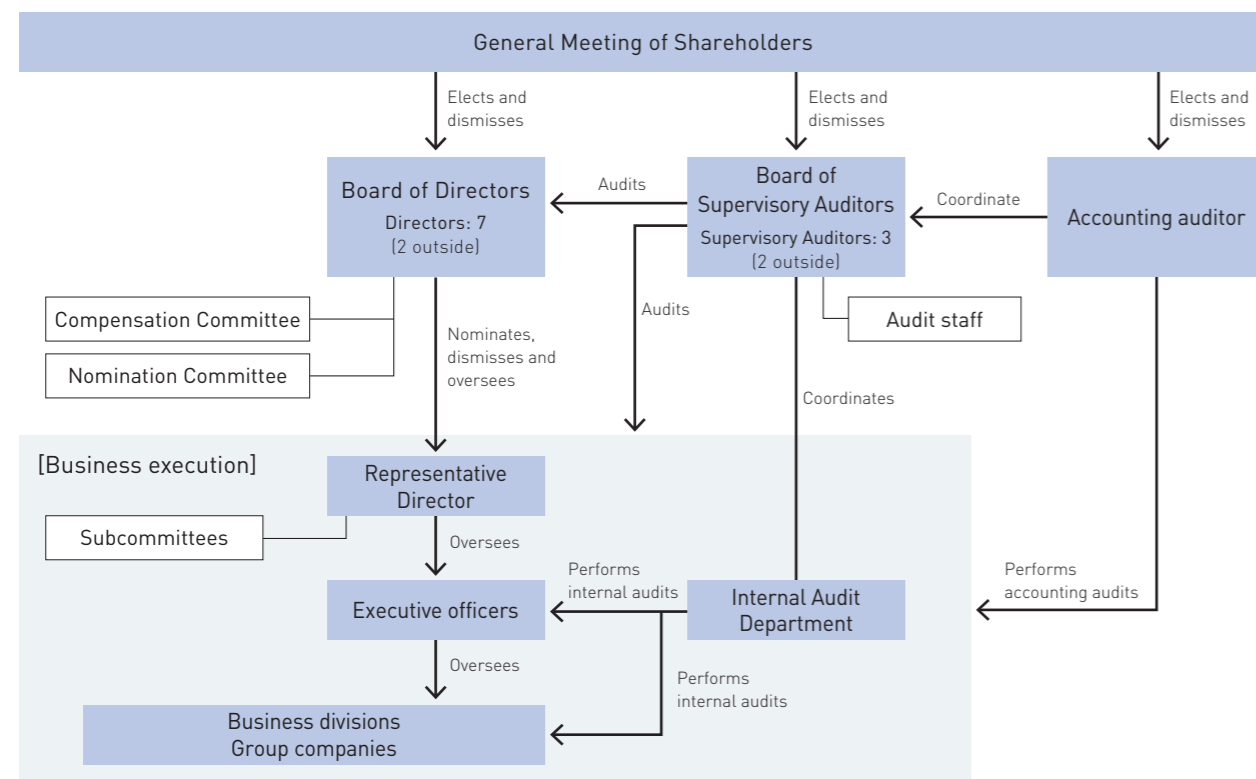 General Meeting of Shareholders
Elects and
dismisses
Elects and
dismisses
Elects and
dismisses
Board of Directors
Directors: 7
(2 outside)
Audits
Board of
Supervisory Auditors
Supervisory Auditors: 3
(2 outside)
Coordinate
Accounting auditor
Compensation Committee
Nomination Committee
Nominates,
dismisses and
oversees
Audits
Audit staff
Coordinates
[Business execution]
Representative
Director
Subcommittees
Oversees
Performs
internal audits
Executive officers
Internal Audit
Department
Performs
accounting audits
Oversees
Performs
internal audits
Business divisions
Group companies